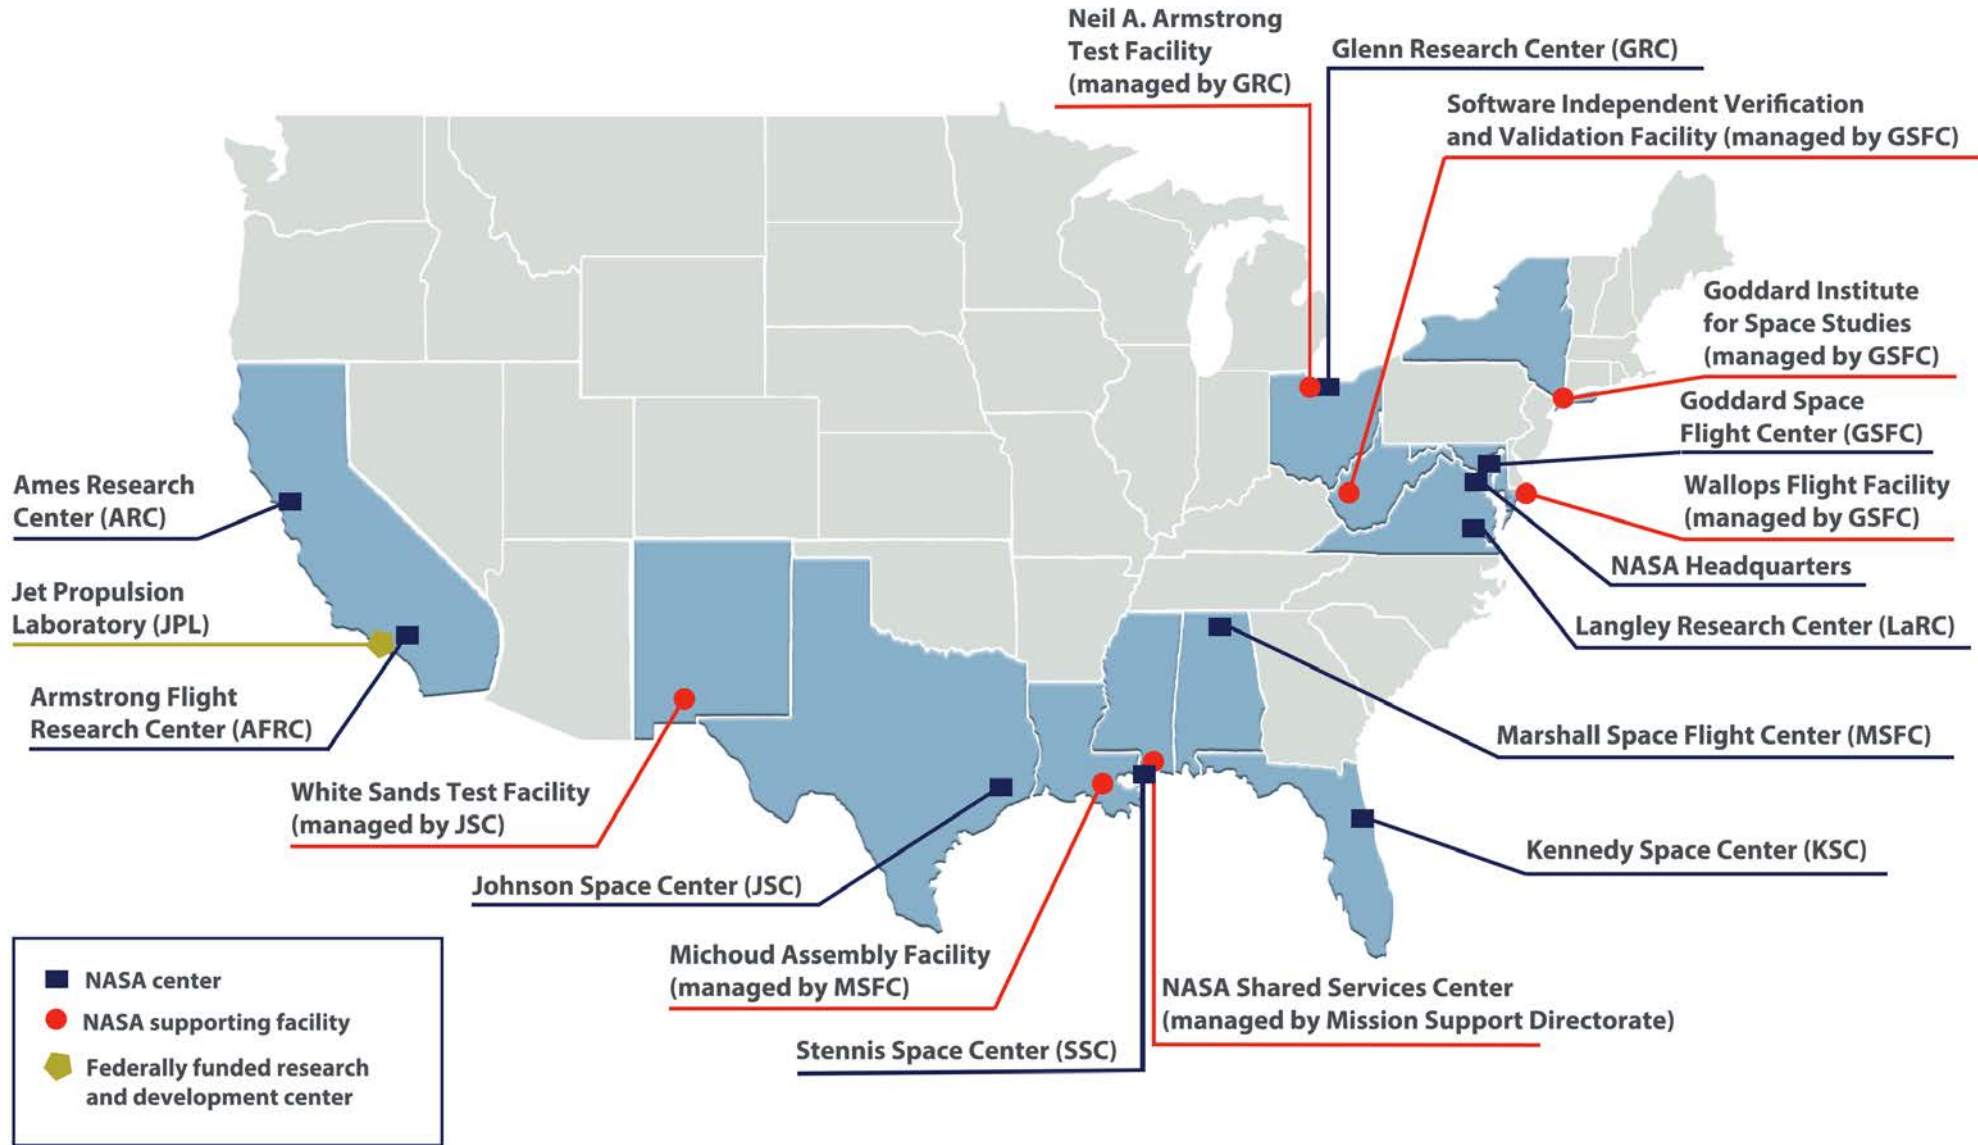 Neil A. Armstrong
Test Facility
(managed by GRC)
Glenn Research Center (GRC)
Software Independent Verification
and Validation Facility (managed by GSFC)
Goddard Institute
for Space Studies
(managed by GSFC)
Goddard Space
Flight Center (GSFC)
Wallops Flight Facility
(managed by GSFC)
NASA Headquarters
Langley Research Center (LaRC)
Marshall Space Flight Center (MSFC)
Kennedy Space Center (KSC)
Ames Research
Center (ARC)
Jet Propulsion
Laboratory (JPL)
Armstrong Flight
Research Center (AFRC)
White Sands Test Facility
(managed by JSC)
Johnson Space Center (JSC)
Michoud Assembly Facility
(managed by MSFC)
Stennis Space Center (SSC)
NASA Shared Services Center
(managed by Mission Support Directorate)
NASA center
NASA supporting facility
Federally funded research
and development center